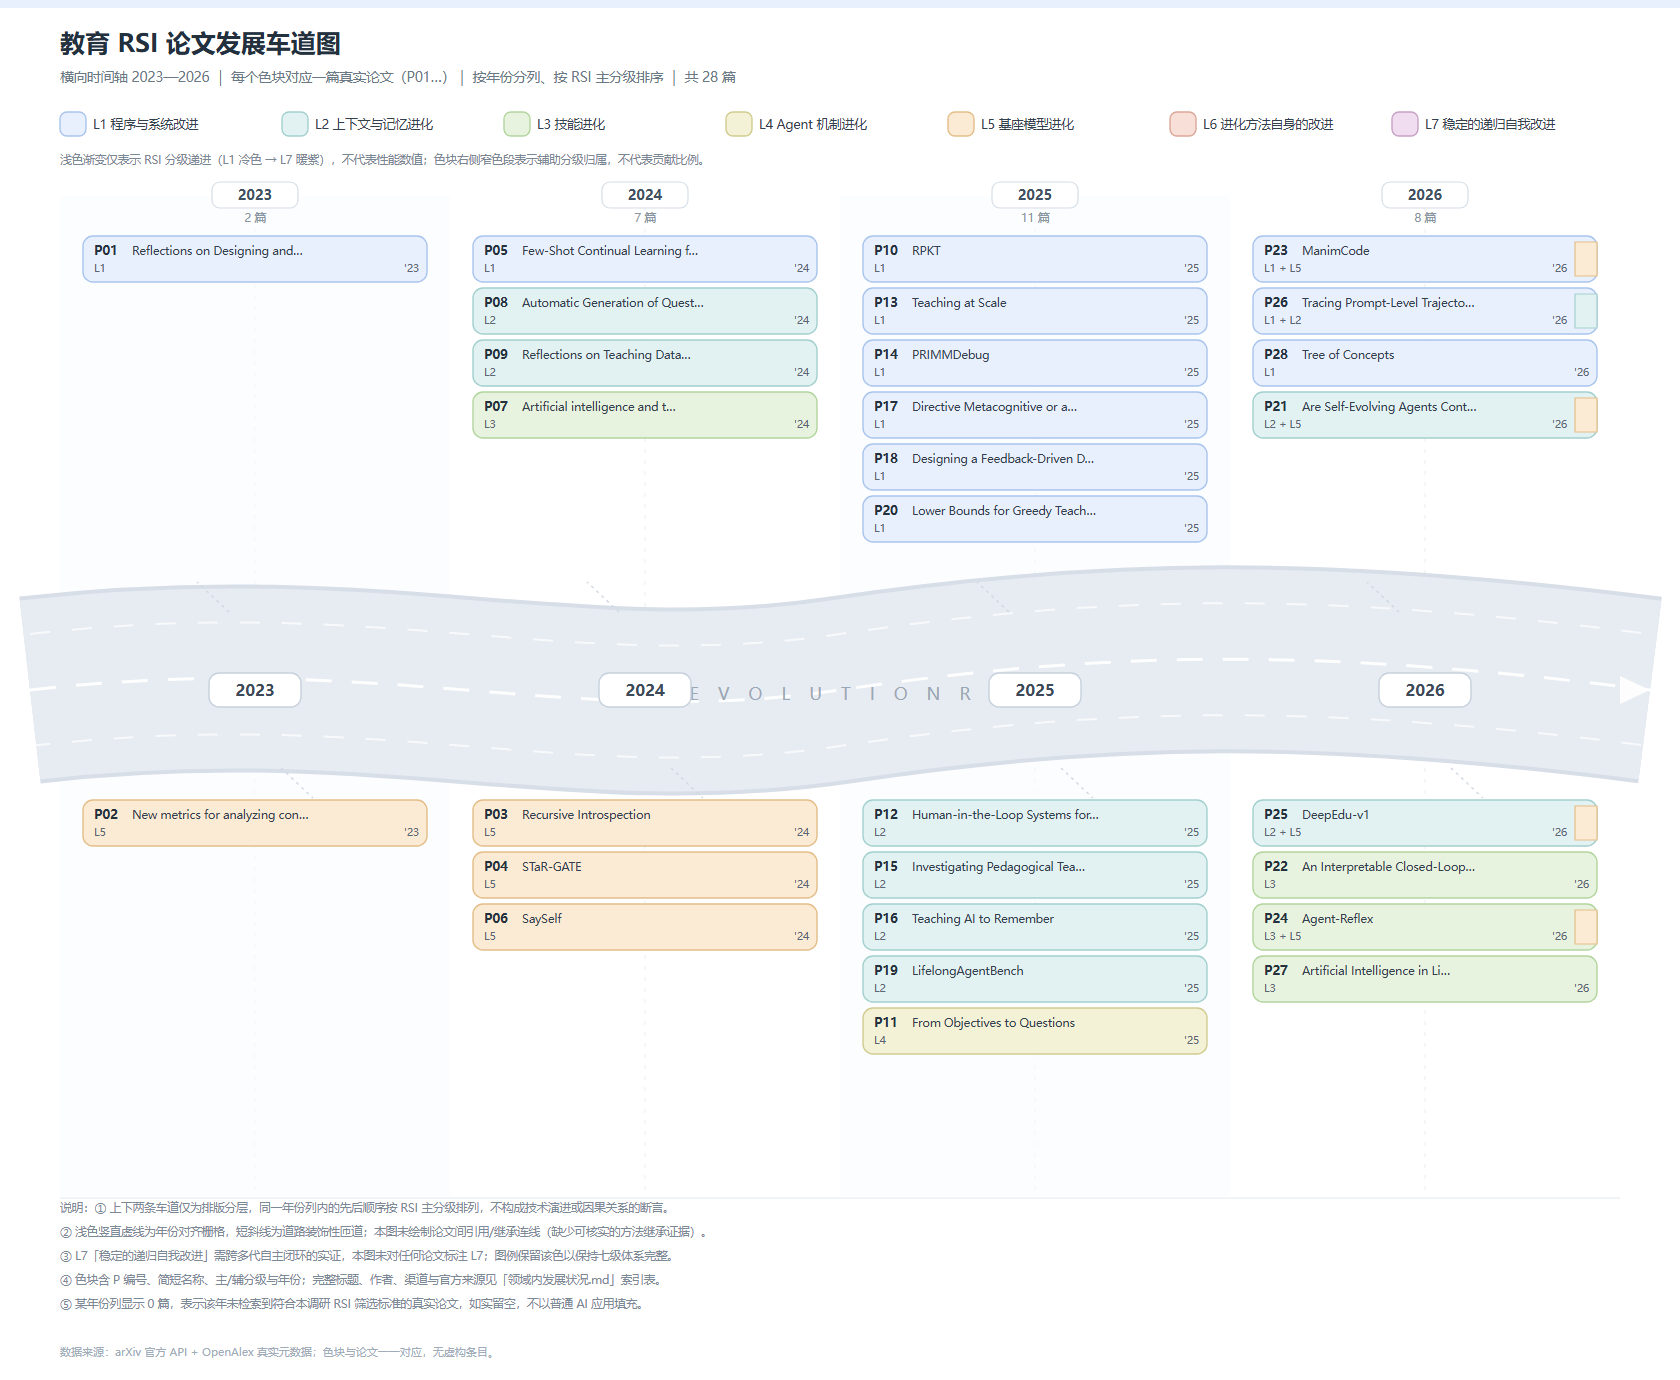 教育 RSI 论文发展车道图
横向时间轴 2023—2026 │ 每个色块对应一篇真实论文（P01…） │ 按年份分列、按 RSI 主分级排序 │ 共 28 篇
L1 程序与系统改进
L2 上下文与记忆进化
L3 技能进化
L4 Agent 机制进化
L5 基座模型进化
L6 进化方法自身的改进
L7 稳定的递归自我改进
浅色渐变仅表示 RSI 分级递进（L1 冷色 → L7 暖紫），不代表性能数值；色块右侧窄色段表示辅助分级归属，不代表贡献比例。
2023
2 篇
2024
7 篇
2025
11 篇
2026
8 篇
P01 Reflections on Designing and...
L1 '23
P05 Few-Shot Continual Learning f...
L1 '24
P08 Automatic Generation of Quest...
L2 '24
P09 Reflections on Teaching Data...
L2 '24
P07 Artificial intelligence and t...
L3 '24
P10 RPKT
L1 '25
P13 Teaching at Scale
L1 '25
P14 PRIMMDebug
L1 '25
P17 Directive Metacognitive or a...
L1 '25
P18 Designing a Feedback-Driven D...
L1 '25
P20 Lower Bounds for Greedy Teach...
L1 '25
P23 ManimCode
L1 + L5 '26
P26 Tracing Prompt-Level Trajecto...
L1 + L2 '26
P28 Tree of Concepts
L1 '26
P21 Are Self-Evolving Agents Cont...
L2 + L5 '26
2023
2024
E V O L U T I O N R
2025
2026
P02 New metrics for analyzing con...
L5 '23
P03 Recursive Introspection
L5 '24
P04 STaR-GATE
L5 '24
P06 SaySelf
L5 '24
P12 Human-in-the-Loop Systems for...
L2 '25
P15 Investigating Pedagogical Tea...
L2 '25
P16 Teaching AI to Remember
L2 '25
P19 LifelongAgentBench
L2 '25
P11 From Objectives to Questions
L4 '25
P25 DeepEdu-v1
L2 + L5 '26
P22 An Interpretable Closed-Loop...
L3 '26
P24 Agent-Reflex
L3 + L5 '26
P27 Artificial Intelligence in Li...
L3 '26
说明：① 上下两条车道仅为排版分层，同一年份列内的先后顺序按 RSI 主分级排列，不构成技术演进或因果关系的断言。
② 浅色竖直虚线为年份对齐栅格，短斜线为道路装饰性匝道；本图未绘制论文间引用/继承连线（缺少可核实的方法继承证据）。
③ L7「稳定的递归自我改进」需跨多代自主闭环的实证，本图未对任何论文标注 L7；图例保留该色以保持七级体系完整。
④ 色块含 P 编号、简短名称、主/辅分级与年份；完整标题、作者、渠道与官方来源见「领域内发展状况.md」索引表。
⑤ 某年份列显示 0 篇，表示该年未检索到符合本调研 RSI 筛选标准的真实论文，如实留空，不以普通 AI 应用填充。
数据来源：arXiv 官方 API + OpenAlex 真实元数据；色块与论文一一对应，无虚构条目。